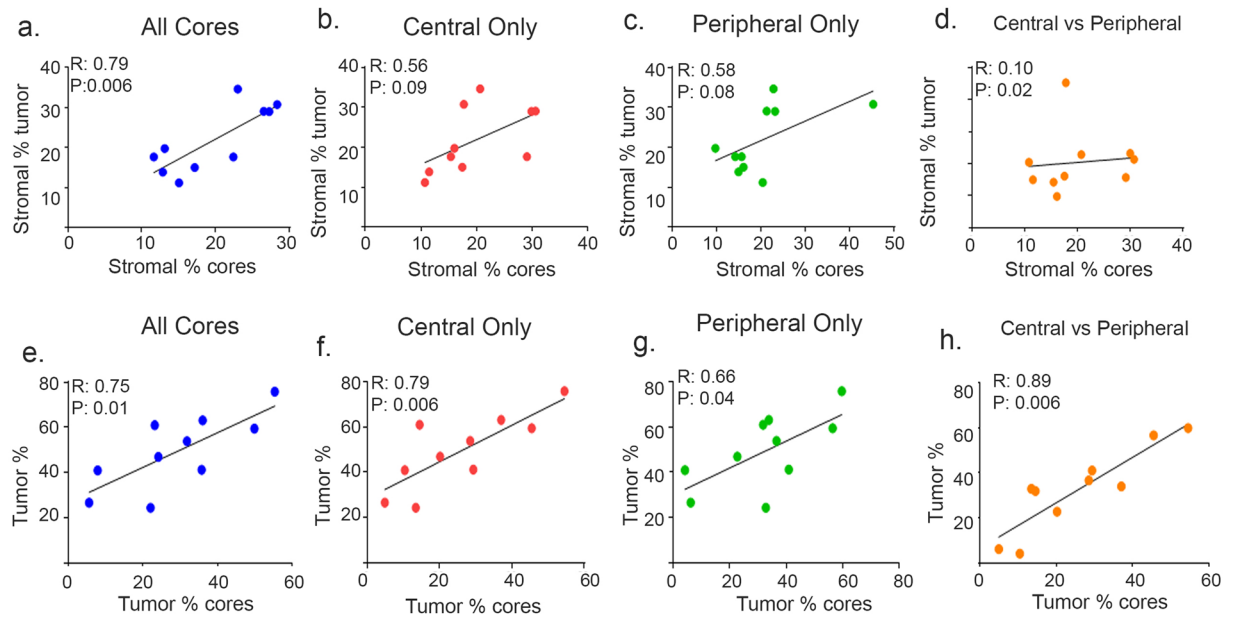 a.
All Cores
R: 0.79
P:0.006
Stromal % tumor
40
30
20
10
0
0 10 20 30
Stromal % cores
b.
Central Only
R: 0.56
P: 0.09
Stromal % tumor
40
30
20
10
0
0 10 20 30 40
Stromal % cores
c.
Peripheral Only
R: 0.58
P: 0.08
Stromal % tumor
40
30
20
10
0
0 10 20 30 40 50
Stromal % cores
d.
Central vs Peripheral
R: 0.10
P: 0.02
Stromal % tumor
0 10 20 30 40
Stromal % cores
e.
All Cores
R: 0.75
P: 0.01
Tumor %
80
60
40
20
0 20 40 60
Tumor % cores
f.
Central Only
R: 0.79
P: 0.006
Tumor %
80
60
40
20
0 20 40 60
Tumor % cores
g.
Peripheral Only
R: 0.66
P: 0.04
Tumor %
80
60
40
20
0 20 40 60 80
Tumor % cores
h.
Central vs Peripheral
R: 0.89
P: 0.006
Tumor %
80
60
40
20
0 20 40 60
Tumor % cores